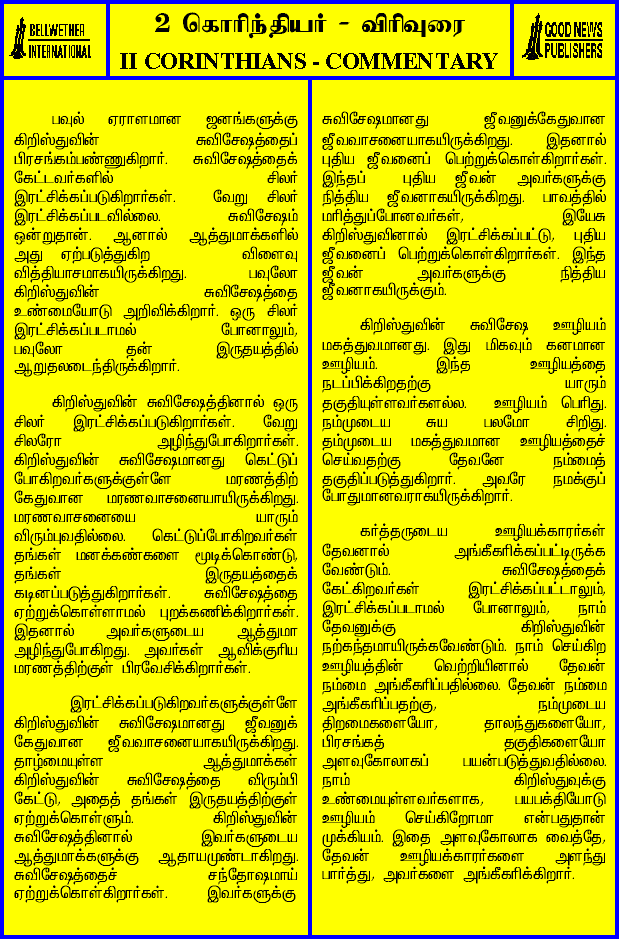 BELLWETHER
INTERNATIONAL
2 கொரிந்தியர் - விரிவுரை
II CORINTHIANS - COMMENTARY
GOOD NEWS
PUBLISHERS
பவுல் ஏராளமான ஜனங்களுக்கு
கிறிஸ்துவின் சுவிசேஷத்தைப்
பிரசங்கம்பண்ணுகிறார். சுவிசேஷத்தைக்
கேட்டவர்களில் சிலர்
இரட்சிக்கப்படுகிறார்கள். வேறு சிலர்
இரட்சிக்கப்படவில்லை. சுவிசேஷம்
ஒன்றுதான். ஆனால் ஆத்துமாக்களில்
அது ஏற்படுத்துகிற விளைவு
வித்தியாசமாகயிருக்கிறது. பவுலோ
கிறிஸ்துவின் சுவிசேஷத்தை
உண்மையோடு அறிவிக்கிறார். ஒரு சிலர்
இரட்சிக்கப்படாமல் போனாலும்,
பவுலோ தன் இருதயத்தில்
ஆறுதலடைந்திருக்கிறார்.
கிறிஸ்துவின் சுவிசேஷத்தினால் ஒரு
சிலர் இரட்சிக்கப்படுகிறார்கள். வேறு
சிலரோ அழிந்துபோகிறார்கள்.
கிறிஸ்துவின் சுவிசேஷமானது கெட்டுப்
போகிறவர்களுக்குள்ளே மரணத்திற்
கேதுவான மரணவாசனையாயிருக்கிறது.
மரணவாசனையை யாரும்
விரும்புவதில்லை. கெட்டுப்போகிறவர்கள்
தங்கள் மனக்கண்களை மூடிக்கொண்டு,
தங்கள் இருதயத்தைக்
கடினப்படுத்துகிறார்கள். சுவிசேஷத்தை
ஏற்றுக்கொள்ளாமல் புறக்கணிக்கிறார்கள்.
இதனால் அவர்களுடைய ஆத்துமா
அழிந்துபோகிறது. அவர்கள் ஆவிக்குரிய
மரணத்திற்குள் பிரவேசிக்கிறார்கள்.
இரட்சிக்கப்படுகிறவர்களுக்குள்ளே
கிறிஸ்துவின் சுவிசேஷமானது ஜீவனுக்
கேதுவான ஜீவவாசனையாகயிருக்கிறது.
தாழ்மையுள்ள ஆத்துமாக்கள்
கிறிஸ்துவின் சுவிசேஷத்தை விரும்பி
கேட்டு, அதைத் தங்கள் இருதயத்திற்குள்
ஏற்றுக்கொள்ளும். கிறிஸ்துவின்
சுவிசேஷத்தினால் இவர்களுடைய
ஆத்துமாக்களுக்கு ஆதாயமுண்டாகிறது.
சுவிசேஷத்தைச் சந்தோஷமாய்
ஏற்றுக்கொள்கிறார்கள். இவர்களுக்கு
சுவிசேஷமானது ஜீவனுக்கேதுவான
ஜீவவாசனையாகயிருக்கிறது. இதனால்
புதிய ஜீவனைப் பெற்றுக்கொள்கிறார்கள்.
இந்தப் புதிய ஜீவன் அவர்களுக்கு
நித்திய ஜீவனாகயிருக்கிறது. பாவத்தில்
மரித்துப்போனவர்கள், இயேசு
கிறிஸ்துவினால் இரட்சிக்கப்பட்டு, புதிய
ஜீவனைப் பெற்றுக்கொள்கிறார்கள். இந்த
ஜீவன் அவர்களுக்கு நித்திய
ஜீவனாகயிருக்கும்.
கிறிஸ்துவின் சுவிசேஷ ஊழியம்
மகத்துவமானது. இது மிகவும் கனமான
ஊழியம். இந்த ஊழியத்தை
நடப்பிக்கிறதற்கு யாரும்
தகுதியுள்ளவர்களல்ல. ஊழியம் பெரிது.
நம்முடைய சுய பலமோ சிறிது.
தம்முடைய மகத்துவமான ஊழியத்தைச்
செய்வதற்கு தேவனே நம்மைத்
தகுதிப்படுத்துகிறார். அவரே நமக்குப்
போதுமானவராகயிருக்கிறார்.
கர்த்தருடைய ஊழியக்காரர்கள்
தேவனால் அங்கீகரிக்கப்பட்டிருக்க
வேண்டும். சுவிசேஷத்தைக்
கேட்கிறவர்கள் இரட்சிக்கப்பட்டாலும்,
இரட்சிக்கப்படாமல் போனாலும், நாம்
தேவனுக்கு கிறிஸ்துவின்
நற்கந்தமாயிருக்கவேண்டும். நாம் செய்கிற
ஊழியத்தின் வெற்றியினால் தேவன்
நம்மை அங்கீகரிப்பதில்லை. தேவன் நம்மை
அங்கீகரிப்பதற்கு, நம்முடைய
திறமைகளையோ, தாலந்துகளையோ,
பிரசங்கத் தகுதிகளையோ
அளவுகோலாகப் பயன்படுத்துவதில்லை.
நாம் கிறிஸ்துவுக்கு
உண்மையுள்ளவர்களாக, பயபக்தியோடு
ஊழியம் செய்கிறோமா என்பதுதான்
முக்கியம். இதை அளவுகோலாக வைத்தே,
தேவன் ஊழியக்காரர்களை அளந்து
பார்த்து, அவர்களை அங்கீகரிக்கிறார்.